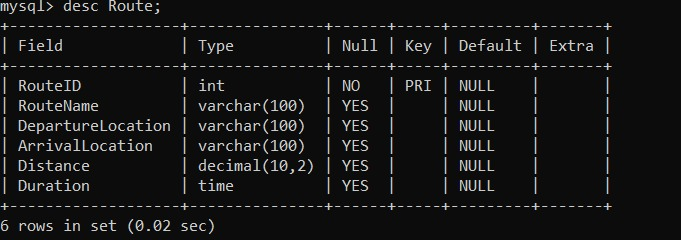 mysql> desc Route;
+-------------------+---------------+------+-----+---------+-------+
| Field             | Type          | Null | Key | Default | Extra |
+-------------------+---------------+------+-----+---------+-------+
| RouteID           | int           | NO   | PRI | NULL    |       |
| RouteName         | varchar(100)  | YES  |     | NULL    |       |
| DepartureLocation | varchar(100)  | YES  |     | NULL    |       |
| ArrivalLocation   | varchar(100)  | YES  |     | NULL    |       |
| Distance          | decimal(10,2) | YES  |     | NULL    |       |
| Duration          | time          | YES  |     | NULL    |       |
+-------------------+---------------+------+-----+---------+-------+
6 rows in set (0.02 sec)